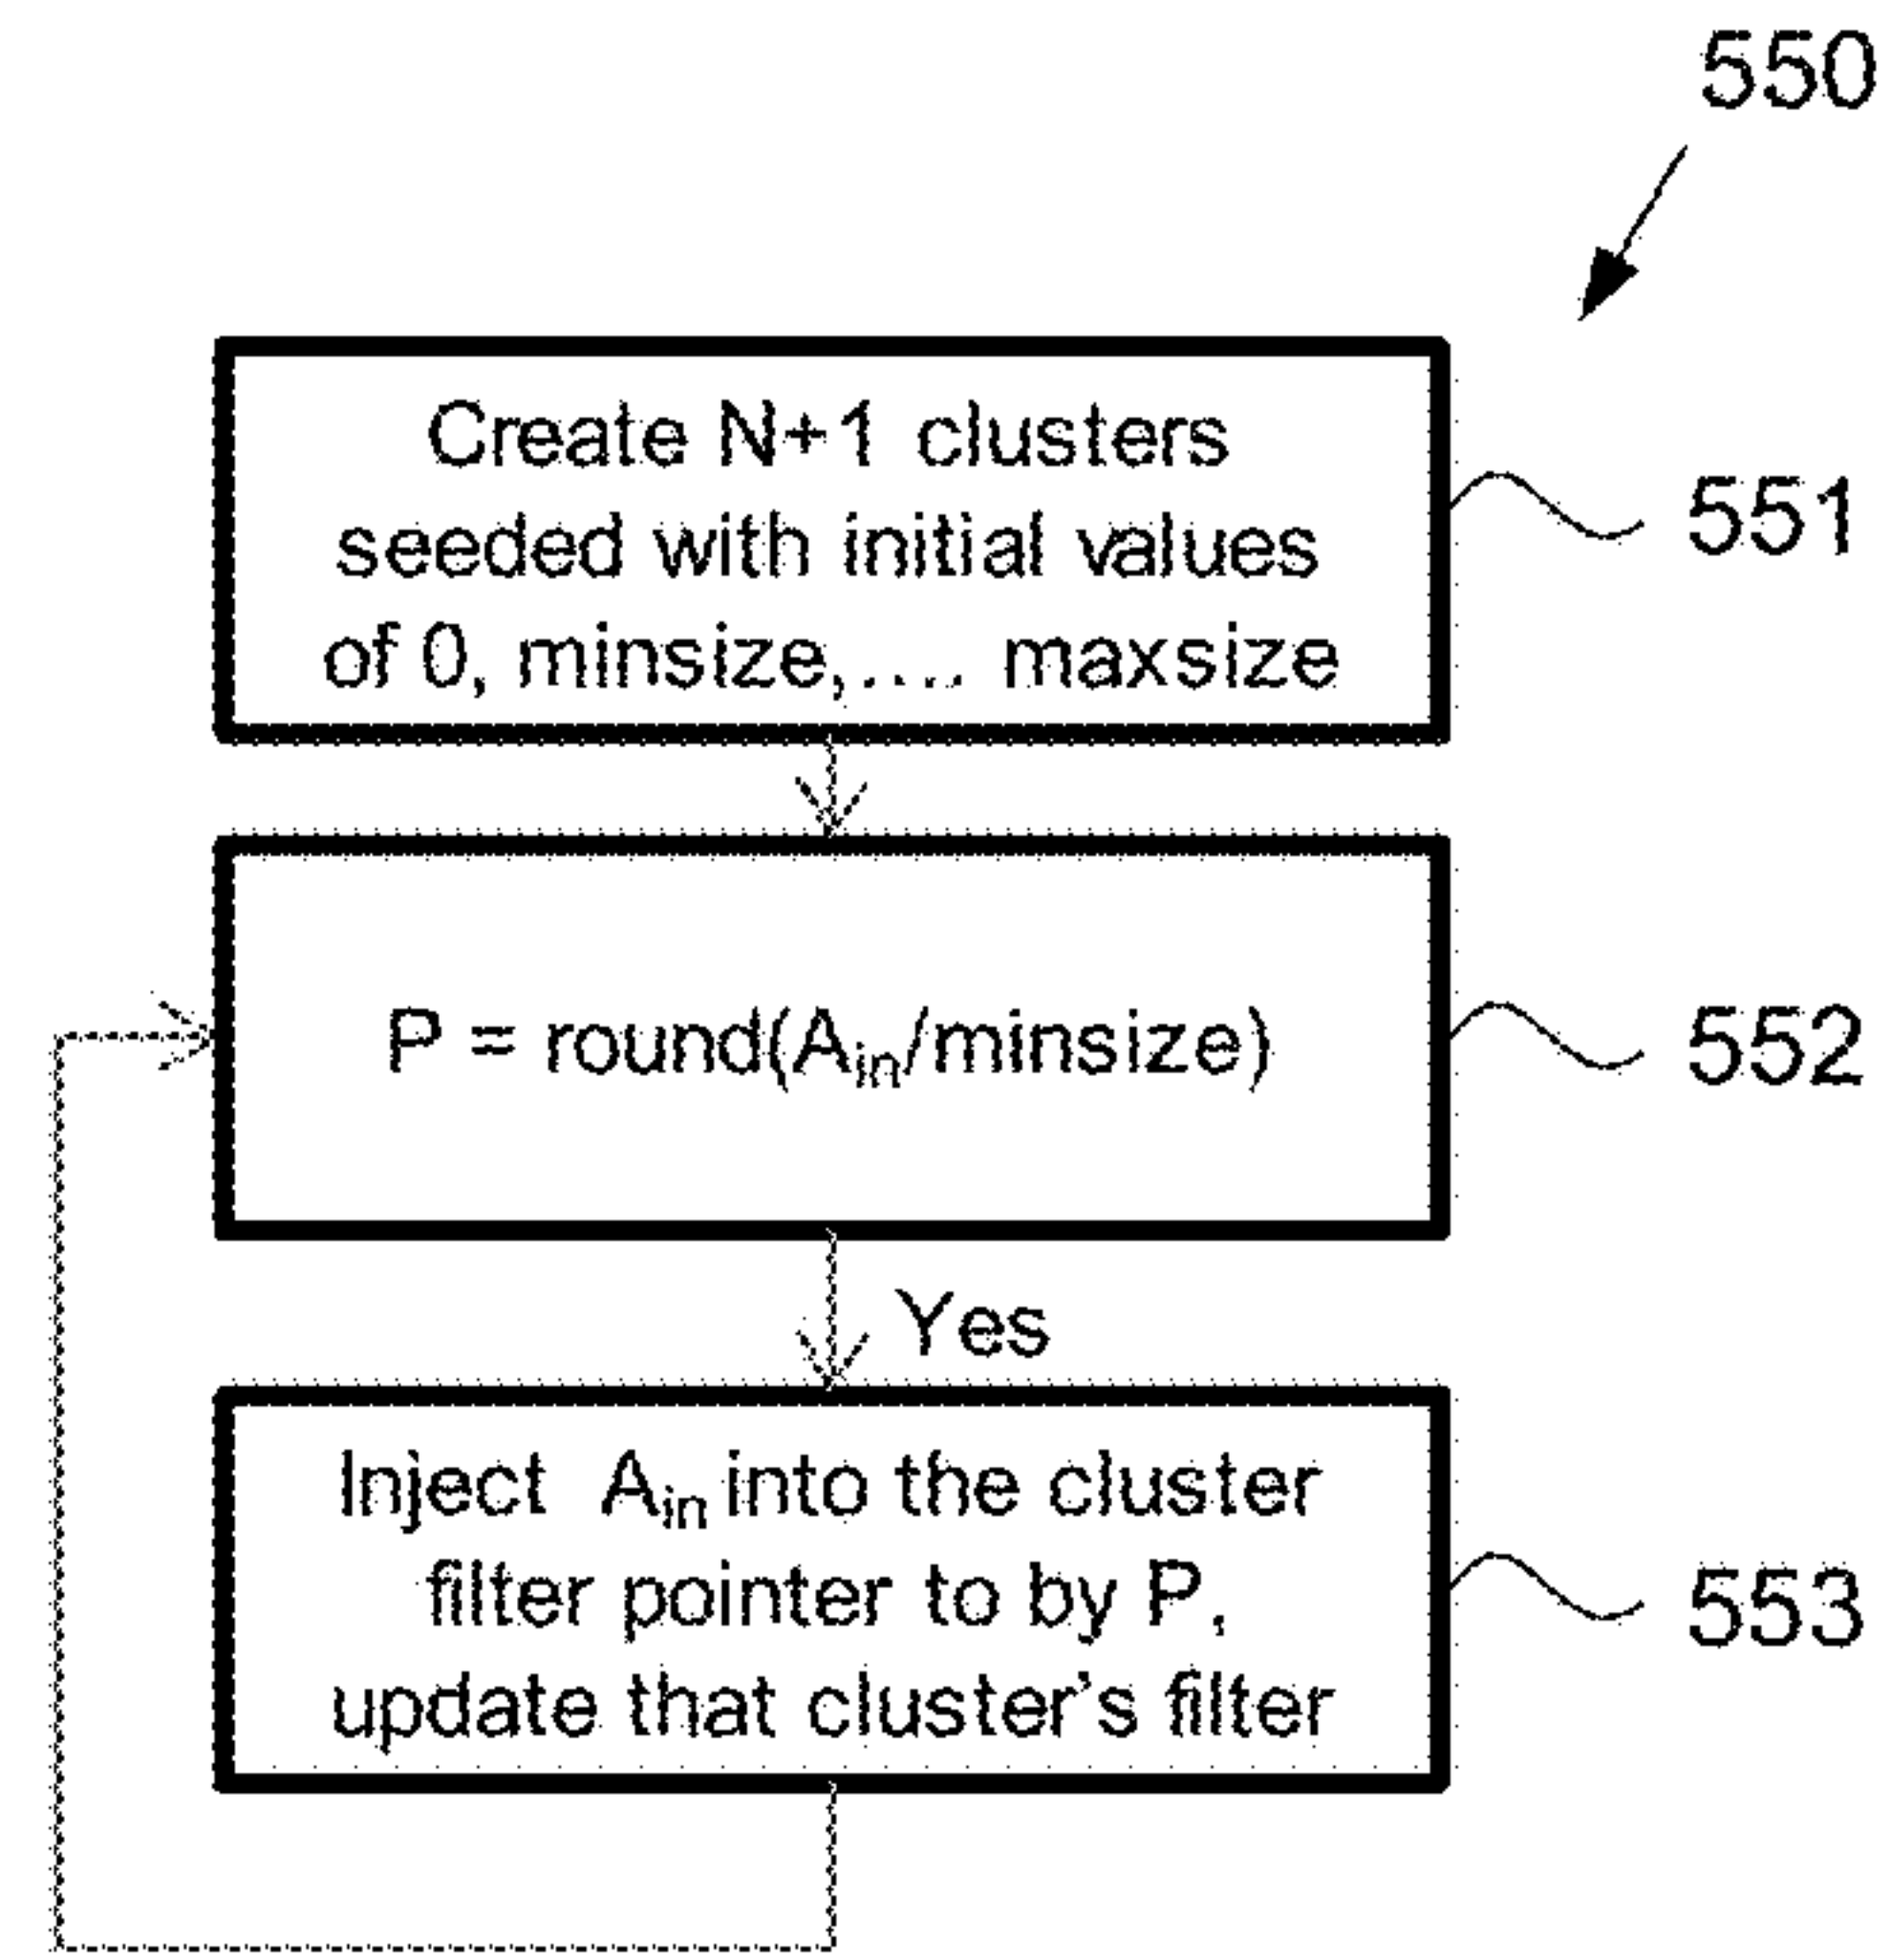 550
Create N+1 clusters
seeded with initial values
of 0, minsize,.... maxsize
551
P = round(Ain/minsize)
552
Yes
Inject Ain into the cluster
filter pointer to by P,
update that cluster's filter
553